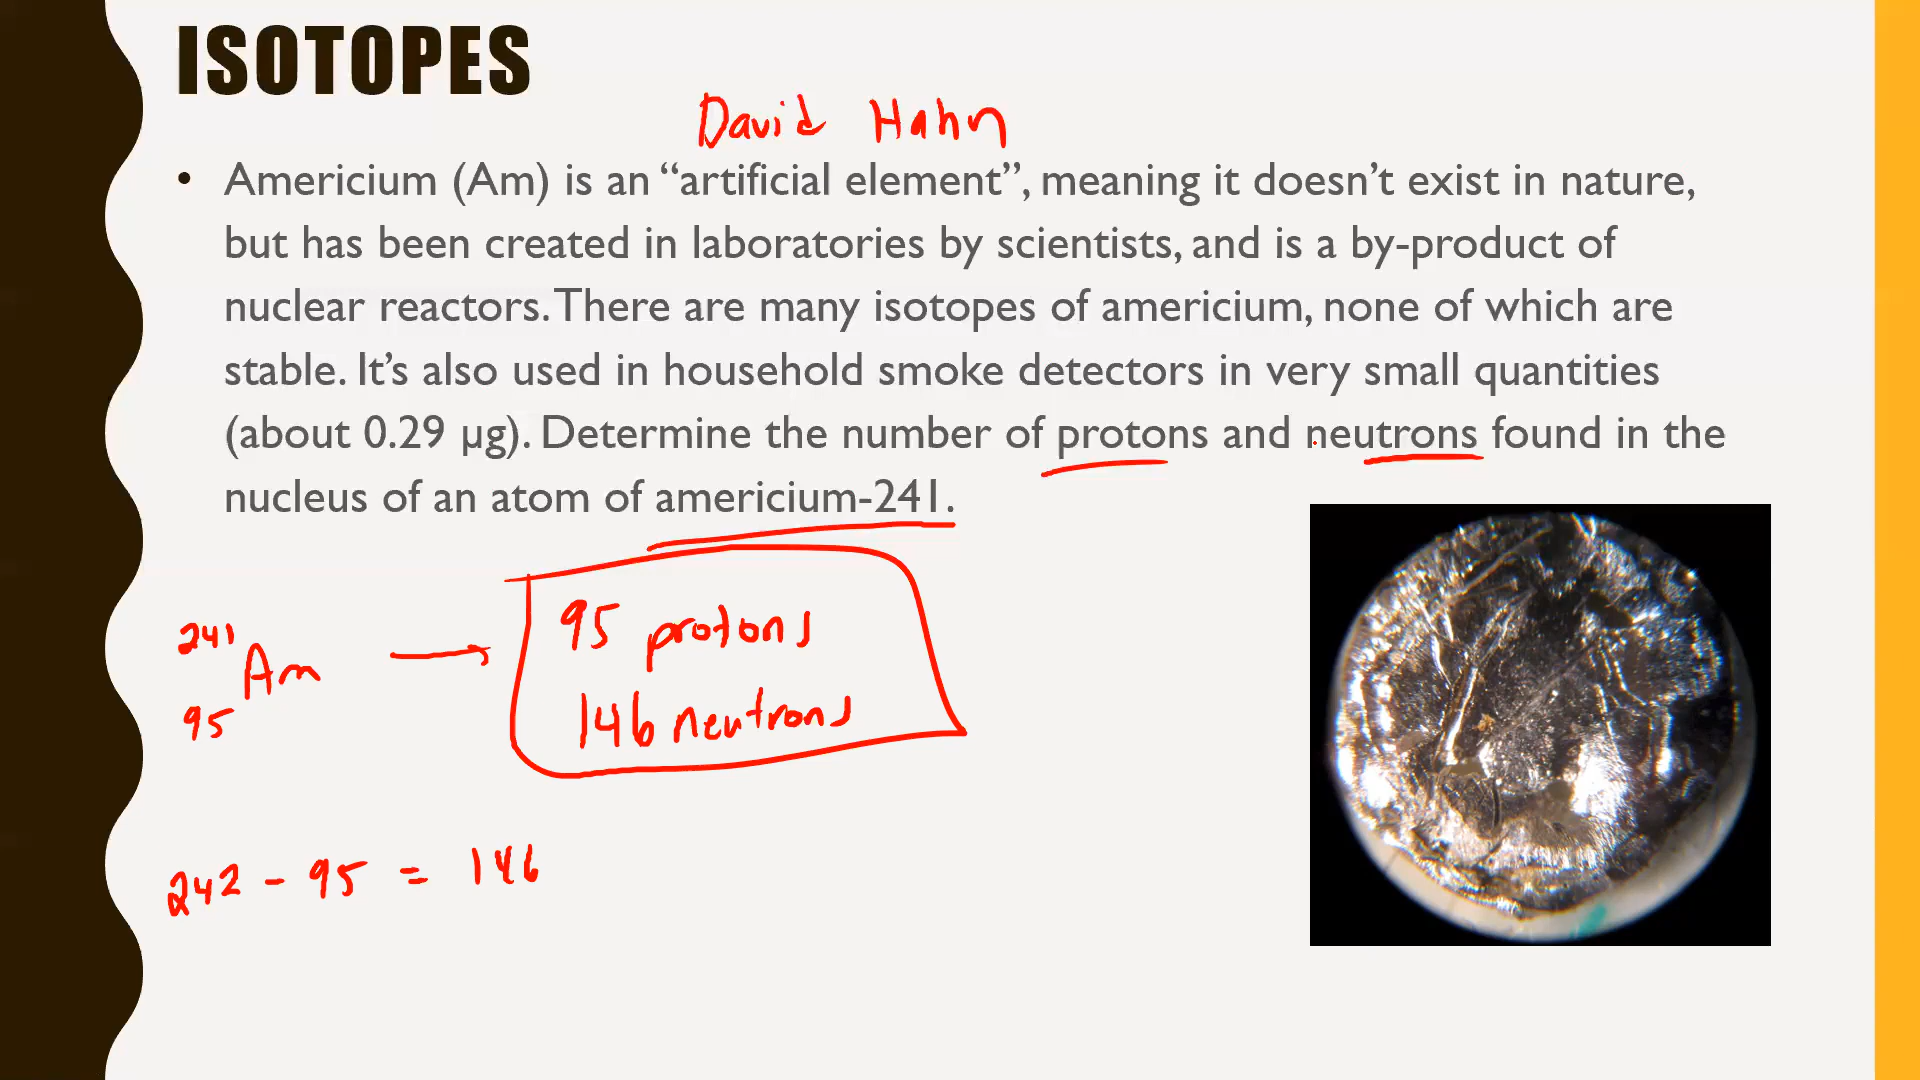 ISOTOPES
David Hahn
• Americium (Am) is an “artificial element”, meaning it doesn’t exist in nature,
but has been created in laboratories by scientists, and is a by-product of
nuclear reactors. There are many isotopes of americium, none of which are
stable. It’s also used in household smoke detectors in very small quantities
(about 0.29 µg). Determine the number of protons and neutrons found in the
nucleus of an atom of americium-241.
241
Am
95
95 protons
146 neutrons
242 - 95 = 146